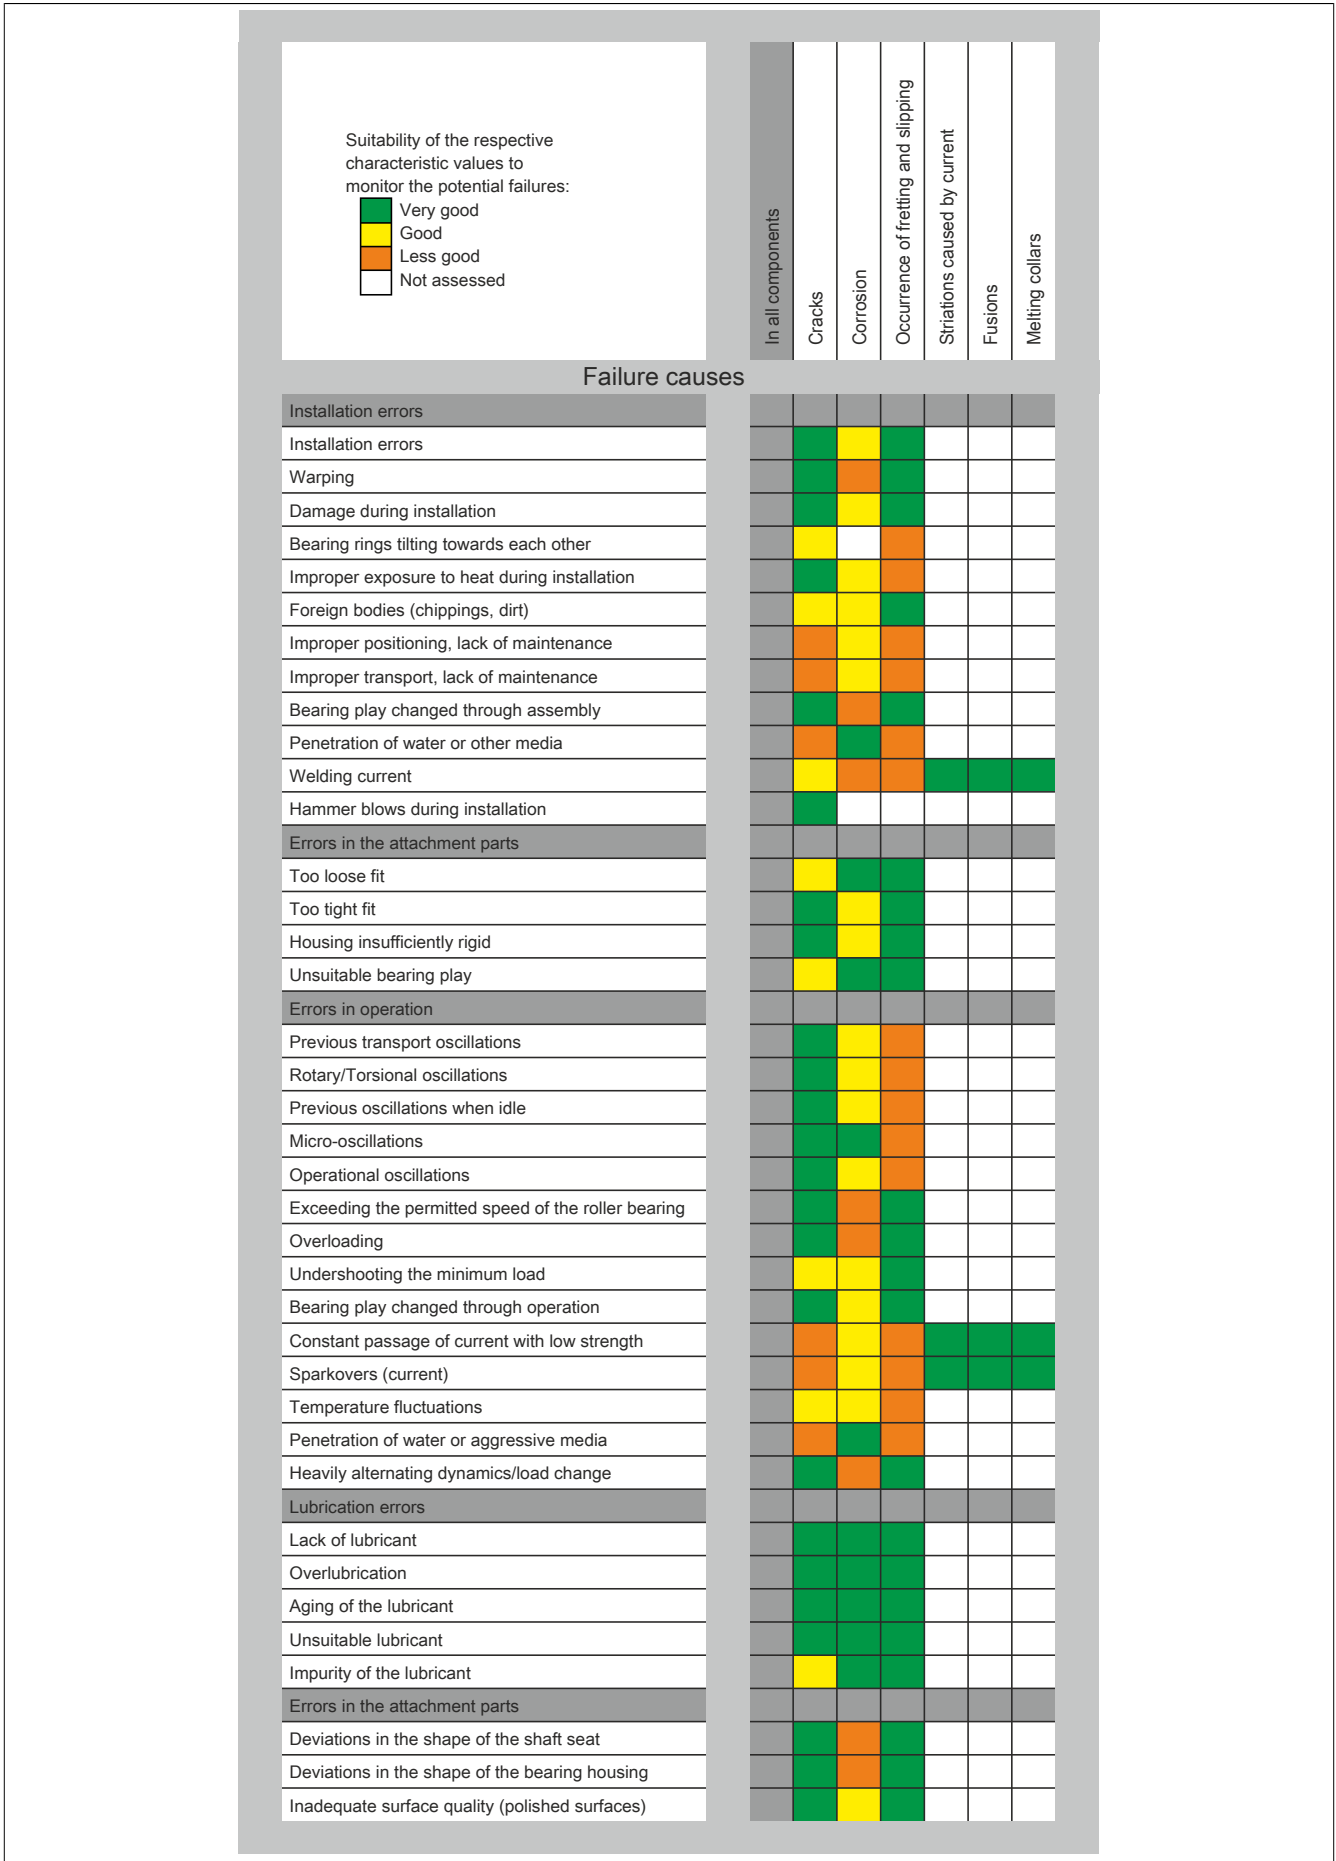 Suitability of the respective
characteristic values to
monitor the potential failures:
Very good
Good
Less good
Not assessed
In all components
Cracks
Corrosion
Occurrence of fretting and slipping
Striations caused by current
Fusions
Melting collars
Failure causes
Installation errors
Installation errors
Warping
Damage during installation
Bearing rings tilting towards each other
Improper exposure to heat during installation
Foreign bodies (chippings, dirt)
Improper positioning, lack of maintenance
Improper transport, lack of maintenance
Bearing play changed through assembly
Penetration of water or other media
Welding current
Hammer blows during installation
Errors in the attachment parts
Too loose fit
Too tight fit
Housing insufficiently rigid
Unsuitable bearing play
Errors in operation
Previous transport oscillations
Rotary/Torsional oscillations
Previous oscillations when idle
Micro-oscillations
Operational oscillations
Exceeding the permitted speed of the roller bearing
Overloading
Undershooting the minimum load
Bearing play changed through operation
Constant passage of current with low strength
Sparkovers (current)
Temperature fluctuations
Penetration of water or aggressive media
Heavily alternating dynamics/load change
Lubrication errors
Lack of lubricant
Overlubrication
Aging of the lubricant
Unsuitable lubricant
Impurity of the lubricant
Errors in the attachment parts
Deviations in the shape of the shaft seat
Deviations in the shape of the bearing housing
Inadequate surface quality (polished surfaces)